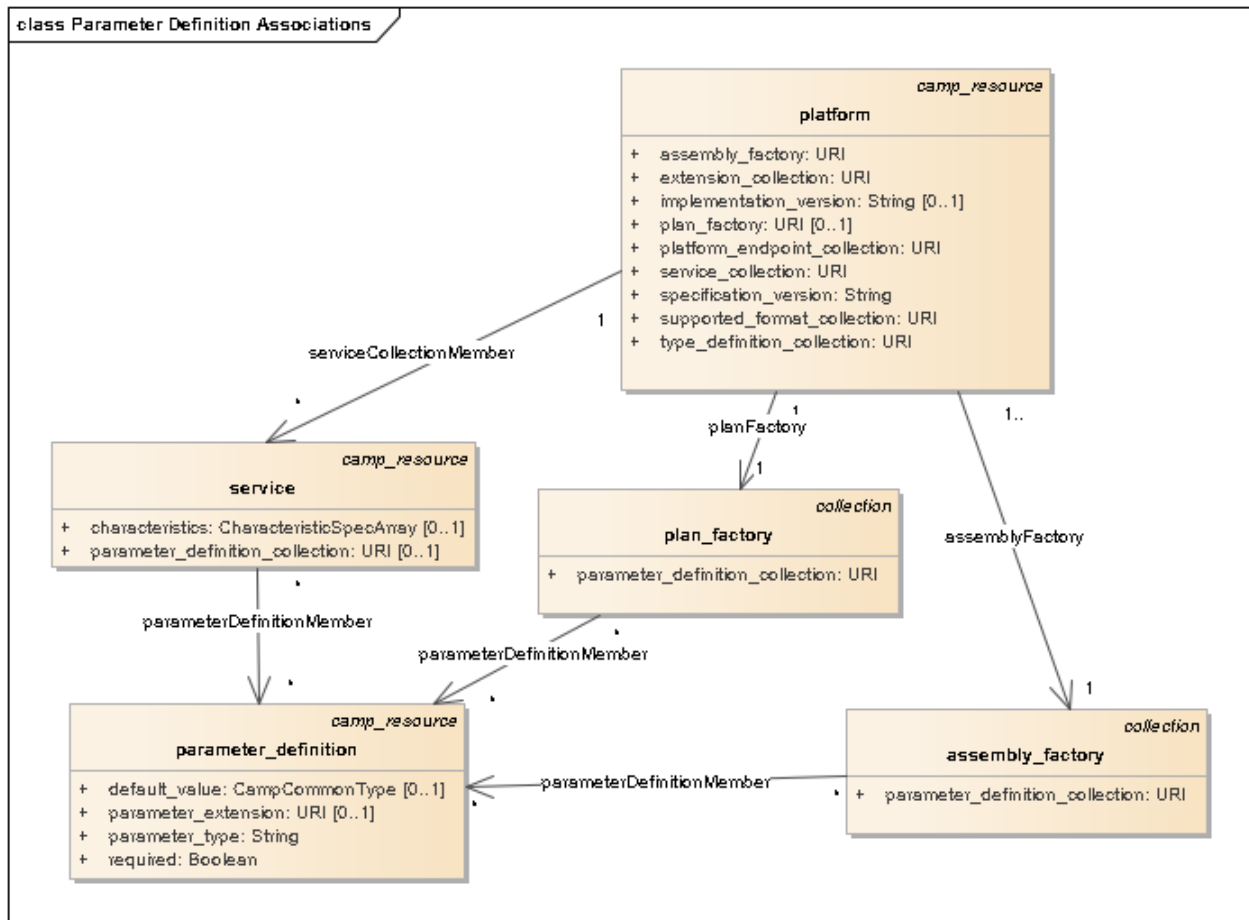 class Parameter Definition Associations
camp_resource
platform
+ assembly_factory: URI
+ extension_collection: URI
+ implementation_version: String [0..1]
+ plan_factory: URI [0..1]
+ platform_endpoint_collection: URI
+ service_collection: URI
+ specification_version: String
+ supported_format_collection: URI
+ type_definition_collection: URI
1
serviceCollectionMember
*
1
planFactory
1
1..
assemblyFactory
1
camp_resource
service
+ characteristics: CharacteristicSpecArray [0..1]
+ parameter_definition_collection: URI [0..1]
*
parameterDefinitionMember
*
collection
plan_factory
+ parameter_definition_collection: URI
*
parameterDefinitionMember
*
camp_resource
parameter_definition
+ default_value: CampCommonType [0..1]
+ parameter_extension: URI [0..1]
+ parameter_type: String
+ required: Boolean
*
parameterDefinitionMember
*
collection
assembly_factory
+ parameter_definition_collection: URI